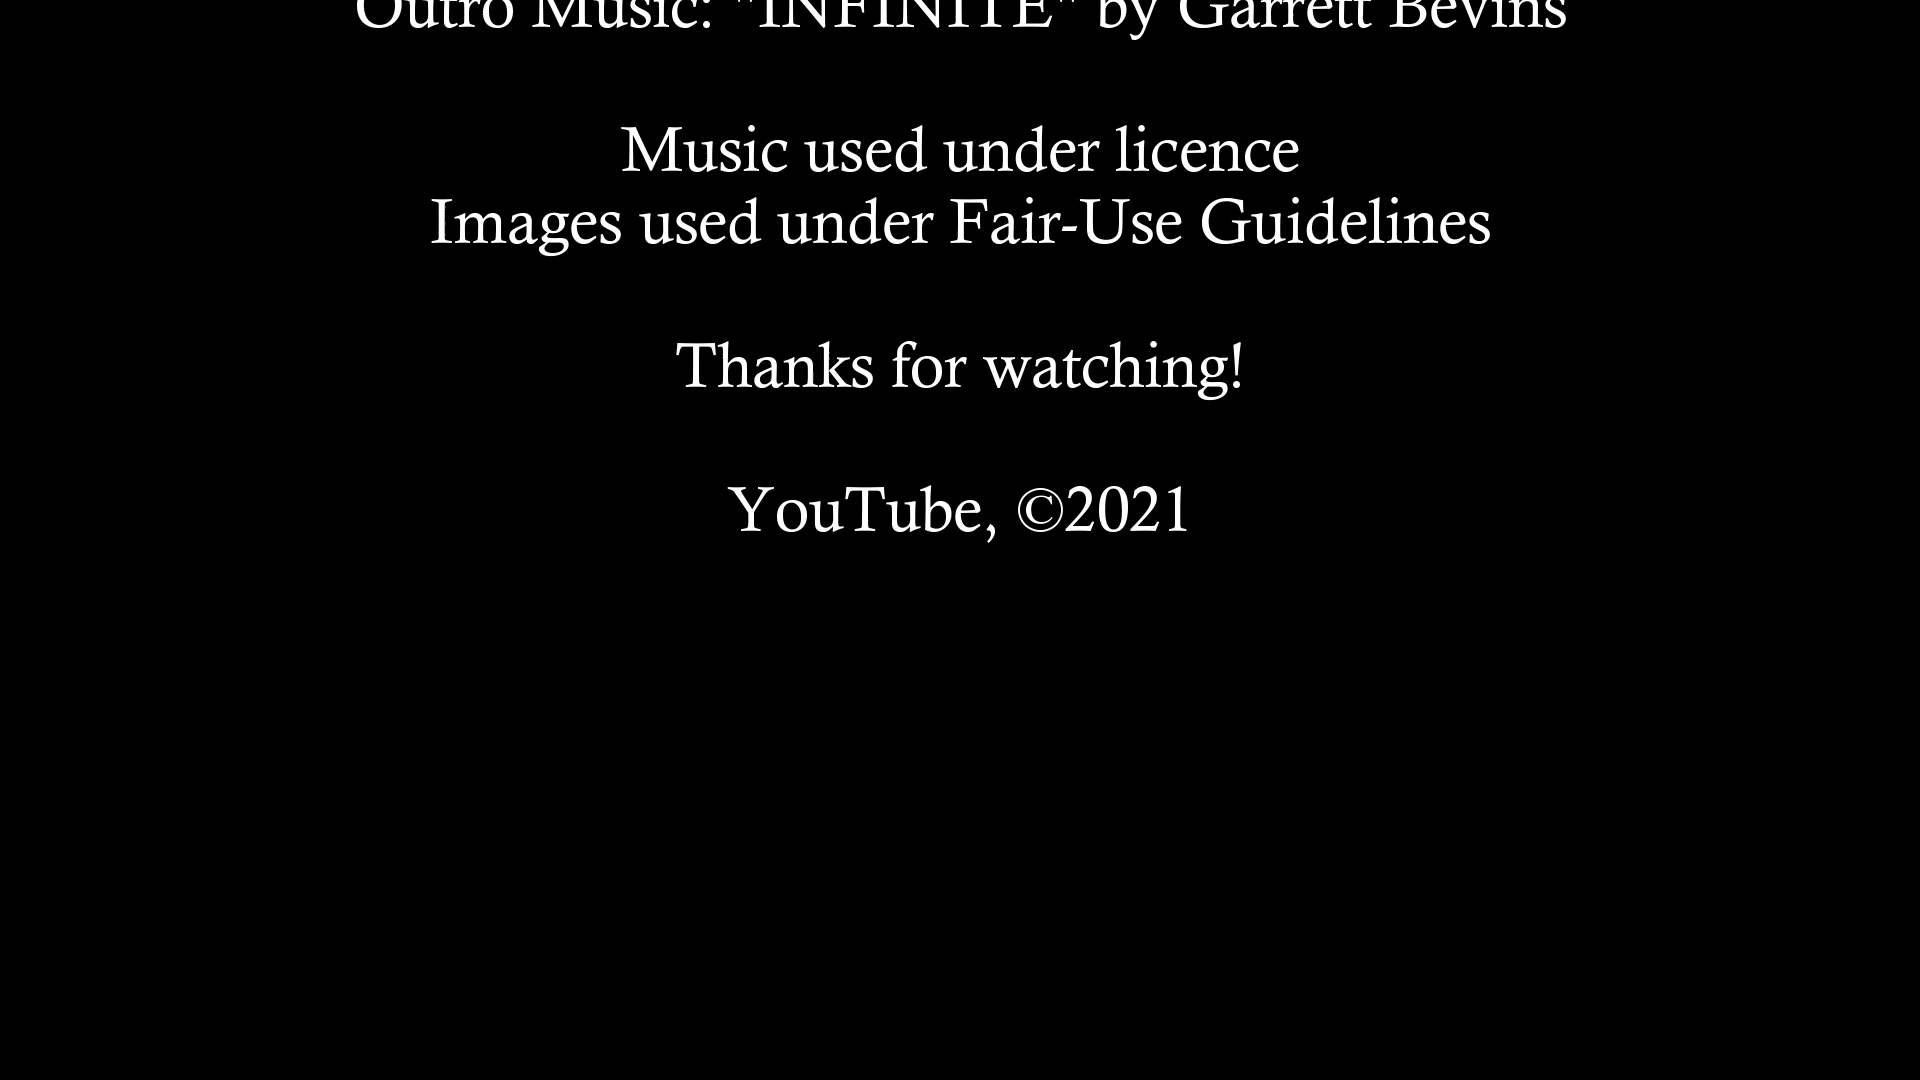 Outro Music: "INFINITE" by Garrett Bevins
Music used under licence
Images used under Fair-Use Guidelines
Thanks for watching!
YouTube, ©2021